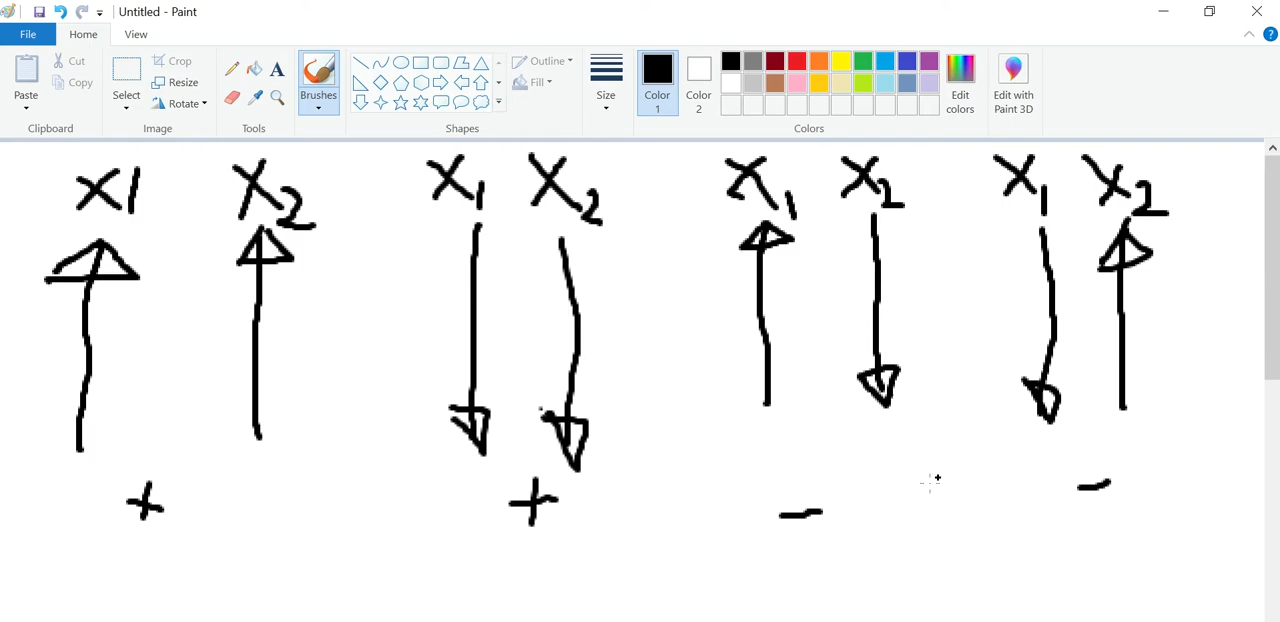 Untitled - Paint
File Home View
Paste
Cut
Copy
Clipboard
Select
Crop
Resize
Rotate
Image
A
Tools
Brushes
Shapes
Outline
Fill
Size
Color 1
Color 2
Colors
Edit colors
Edit with Paint 3D
?
x1 x2 x1 x2 x1 x2 x1 x2
+ + - -